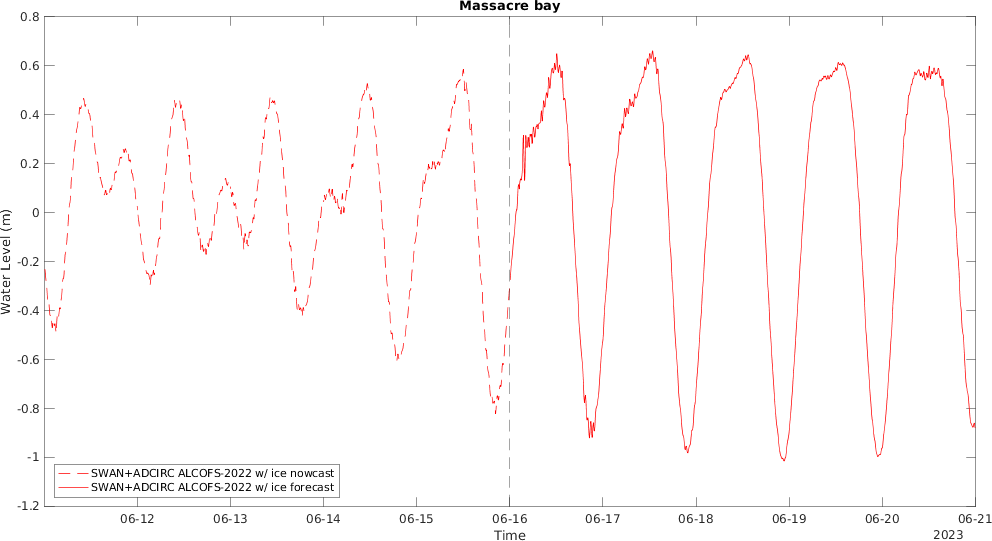 Massacre bay
0.8
0.6
0.4
0.2
0
-0.2
-0.4
-0.6
-0.8
-1
-1.2
Water Level (m)
SWAN+ADCIRC ALCOFS-2022 w/ ice nowcast
SWAN+ADCIRC ALCOFS-2022 w/ ice forecast
06-12 06-13 06-14 06-15 06-16 06-17 06-18 06-19 06-20 06-21
Time
2023